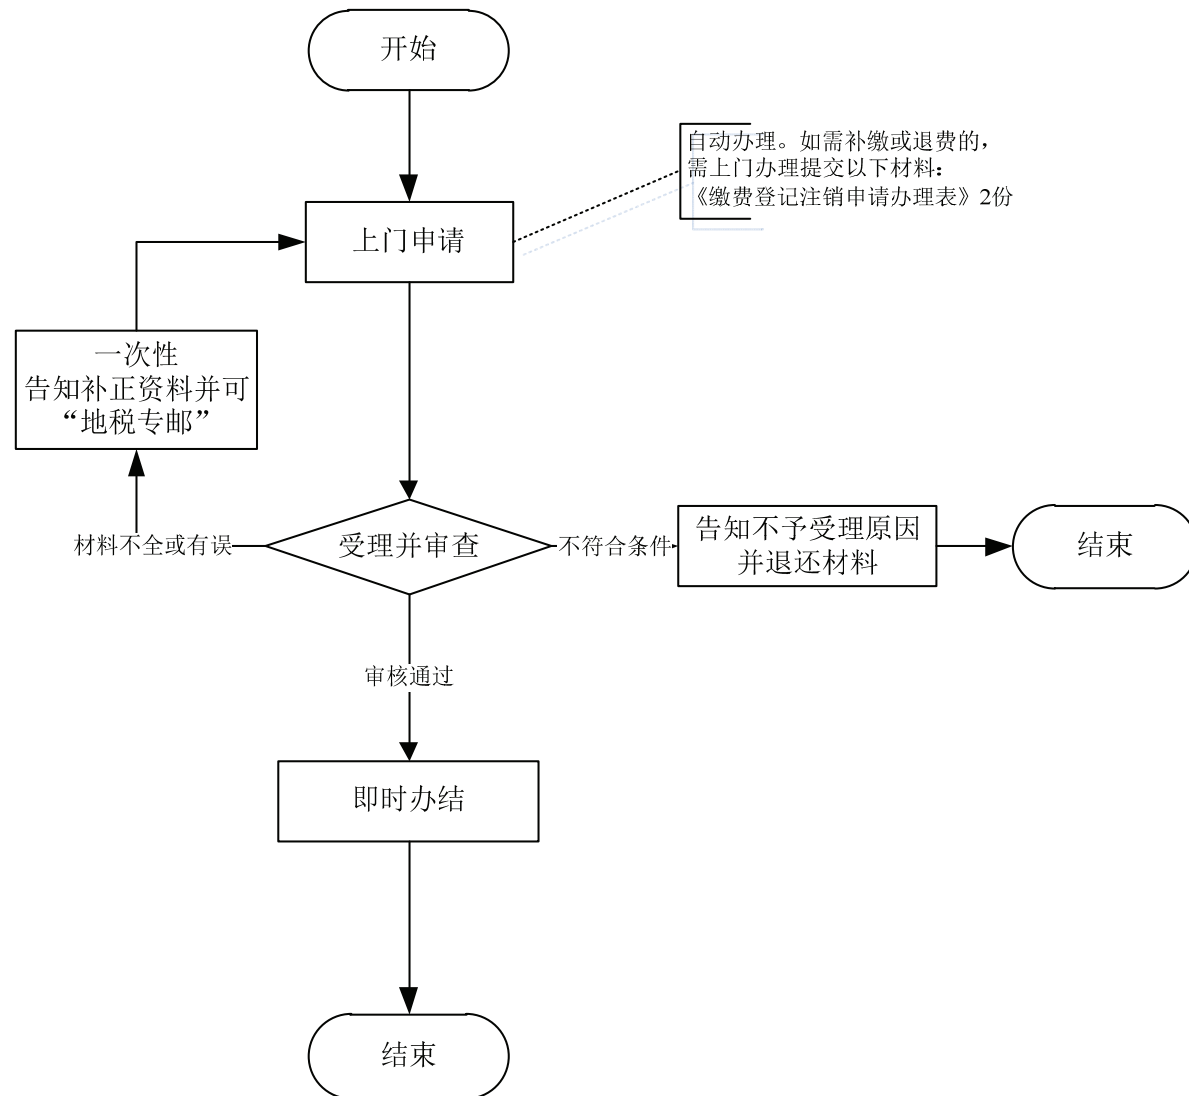 开始
自动办理。如需补缴或退费的，
需上门办理提交以下材料：
《缴费登记注销申请办理表》2份
上门申请
一次性
告知补正资料并可
“地税专邮”
材料不全或有误
受理并审查
不符合条件
告知不予受理原因
并退还材料
结束
审核通过
即时办结
结束